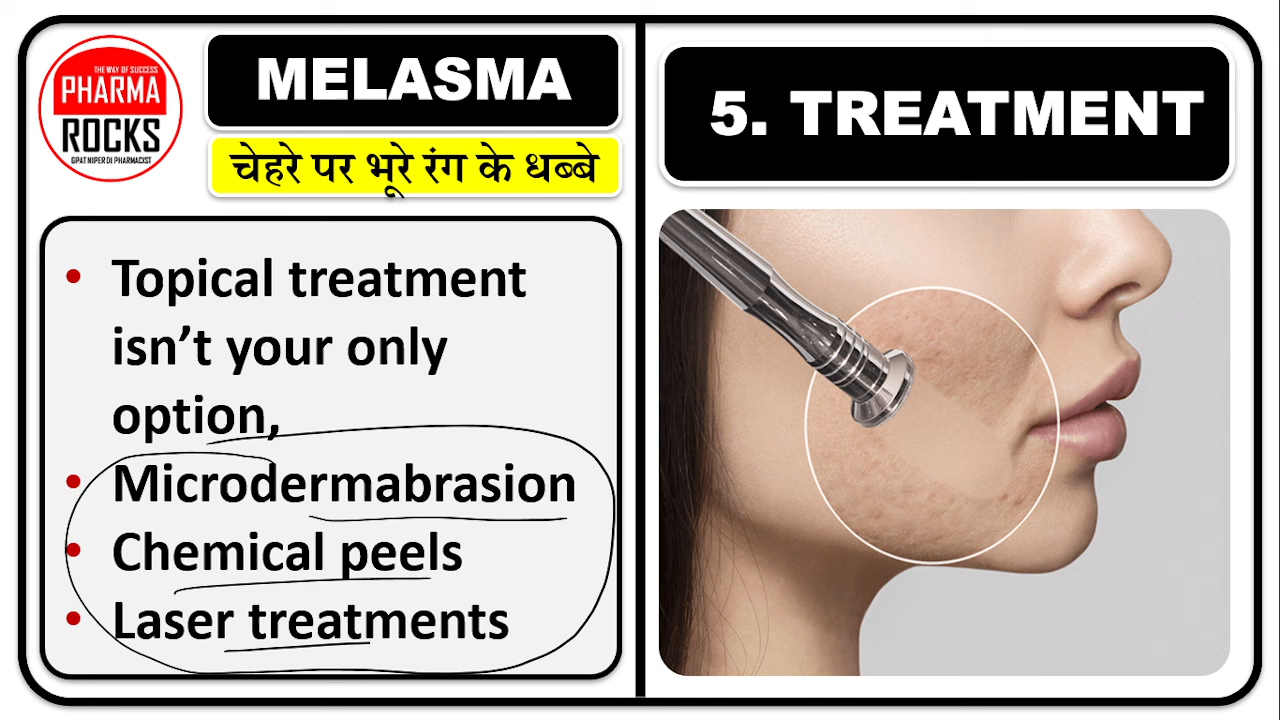 THE WAY OF SUCCESS
PHARMA
ROCKS
GPAT NIPER DI PHARMACIST
MELASMA
चेहरे पर भूरे रंग के धब्बे
5. TREATMENT
• Topical treatment
isn’t your only
option,
• Microdermabrasion
• Chemical peels
• Laser treatments